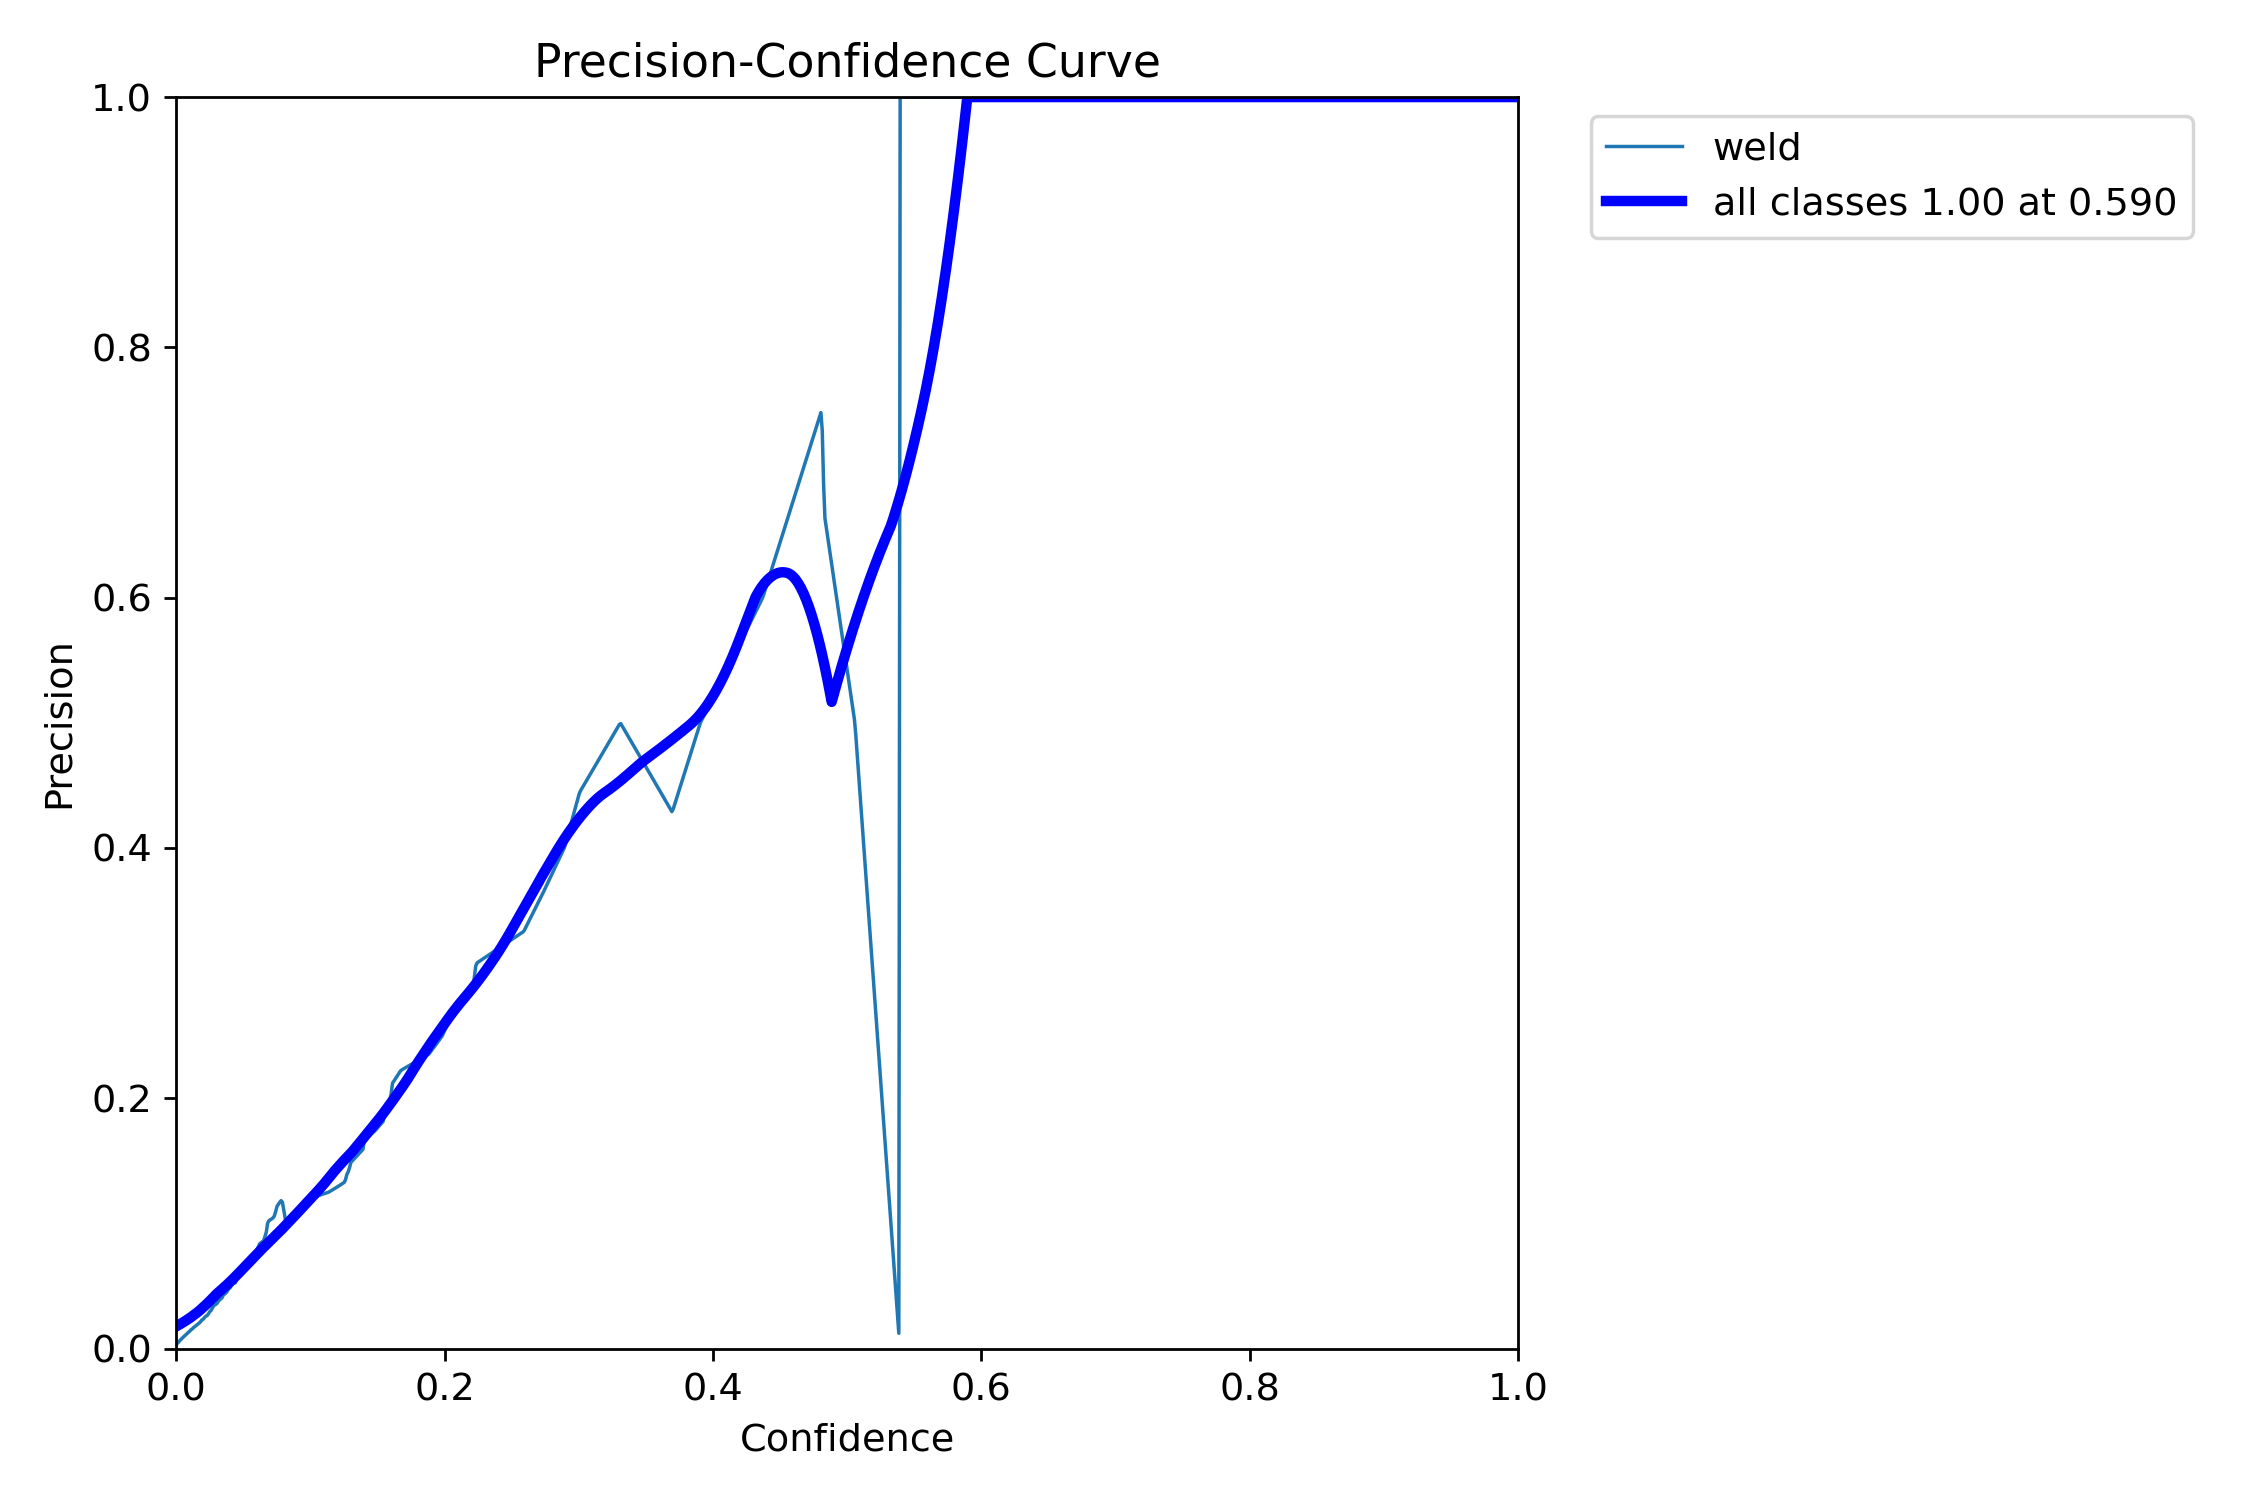 Precision-Confidence Curve
1.0
0.8
0.6
0.4
0.2
0.0
Precision
0.0 0.2 0.4 0.6 0.8 1.0
Confidence
weld
all classes 1.00 at 0.590